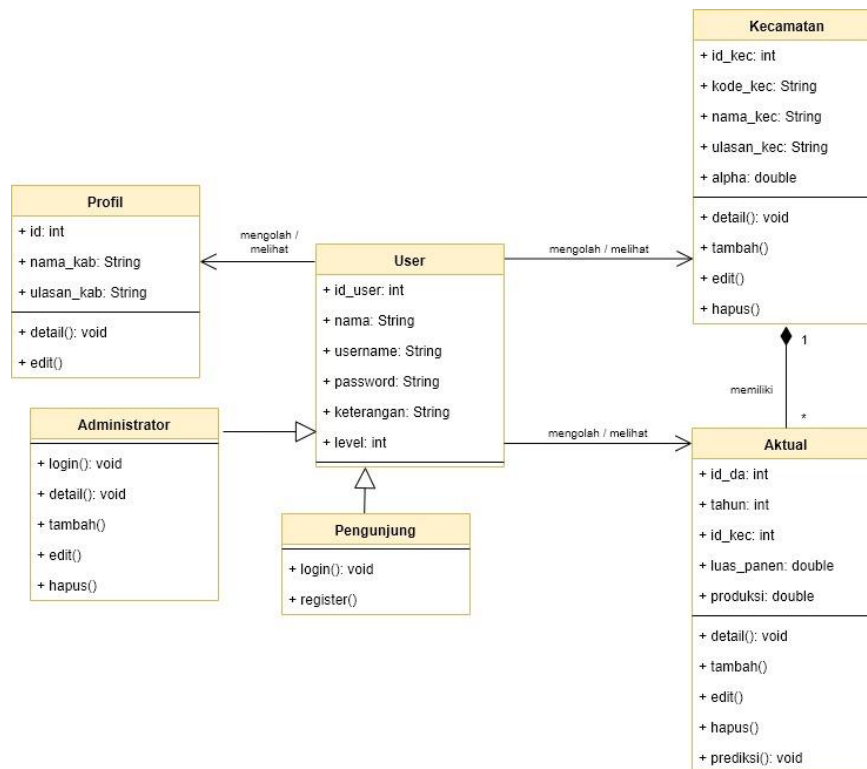 Kecamatan
+ id_kec: int
+ kode_kec: String
+ nama_kec: String
+ ulasan_kec: String
+ alpha: double
+ detail(): void
+ tambah()
+ edit()
+ hapus()
Profil
+ id: int
+ nama_kab: String
+ ulasan_kab: String
+ detail(): void
+ edit()
mengolah /
melihat
User
+ id_user: int
+ nama: String
+ username: String
+ password: String
+ keterangan: String
+ level: int
mengolah / melihat
1
memiliki
*
mengolah / melihat
Administrator
+ login(): void
+ detail(): void
+ tambah()
+ edit()
+ hapus()
Pengunjung
+ login(): void
+ register()
Aktual
+ id_da: int
+ tahun: int
+ id_kec: int
+ luas_panen: double
+ produksi: double
+ detail(): void
+ tambah()
+ edit()
+ hapus()
+ prediksi(): void